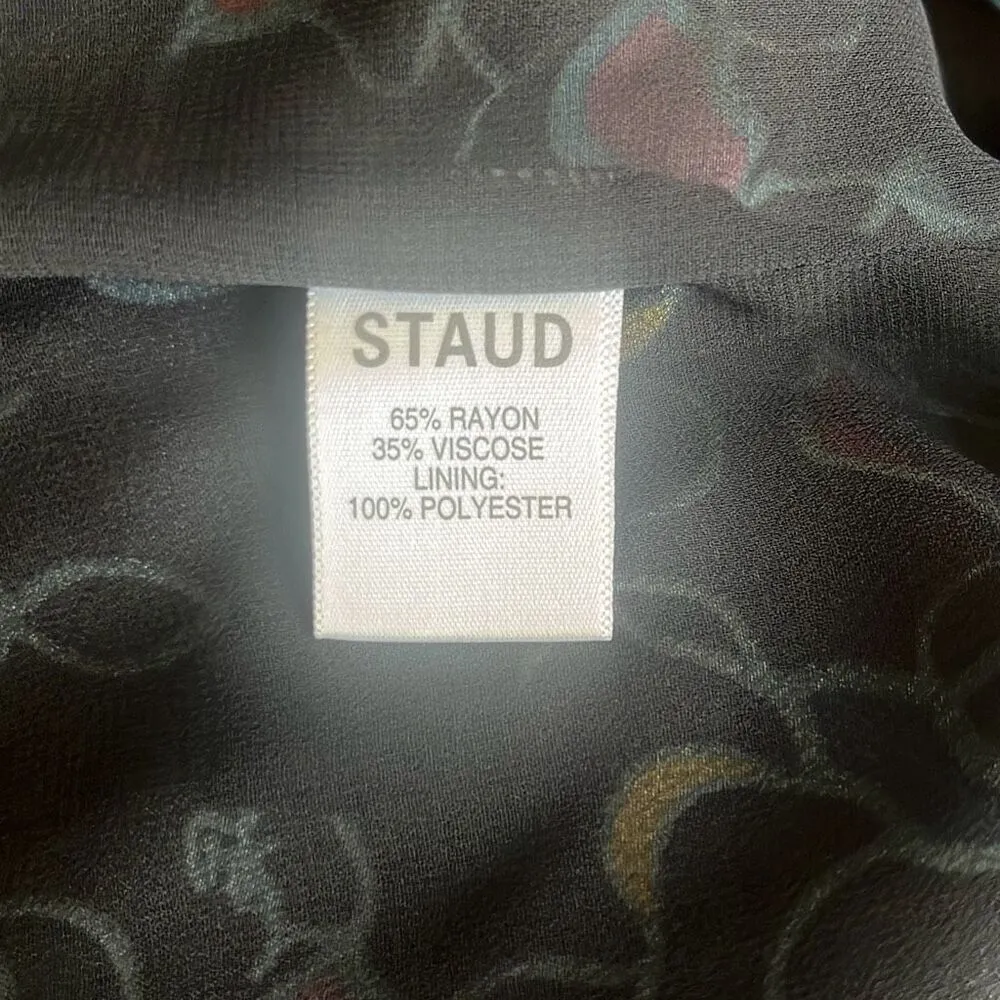 STAUD
65% RAYON
35% VISCOSE
LINING:
100% POLYESTER